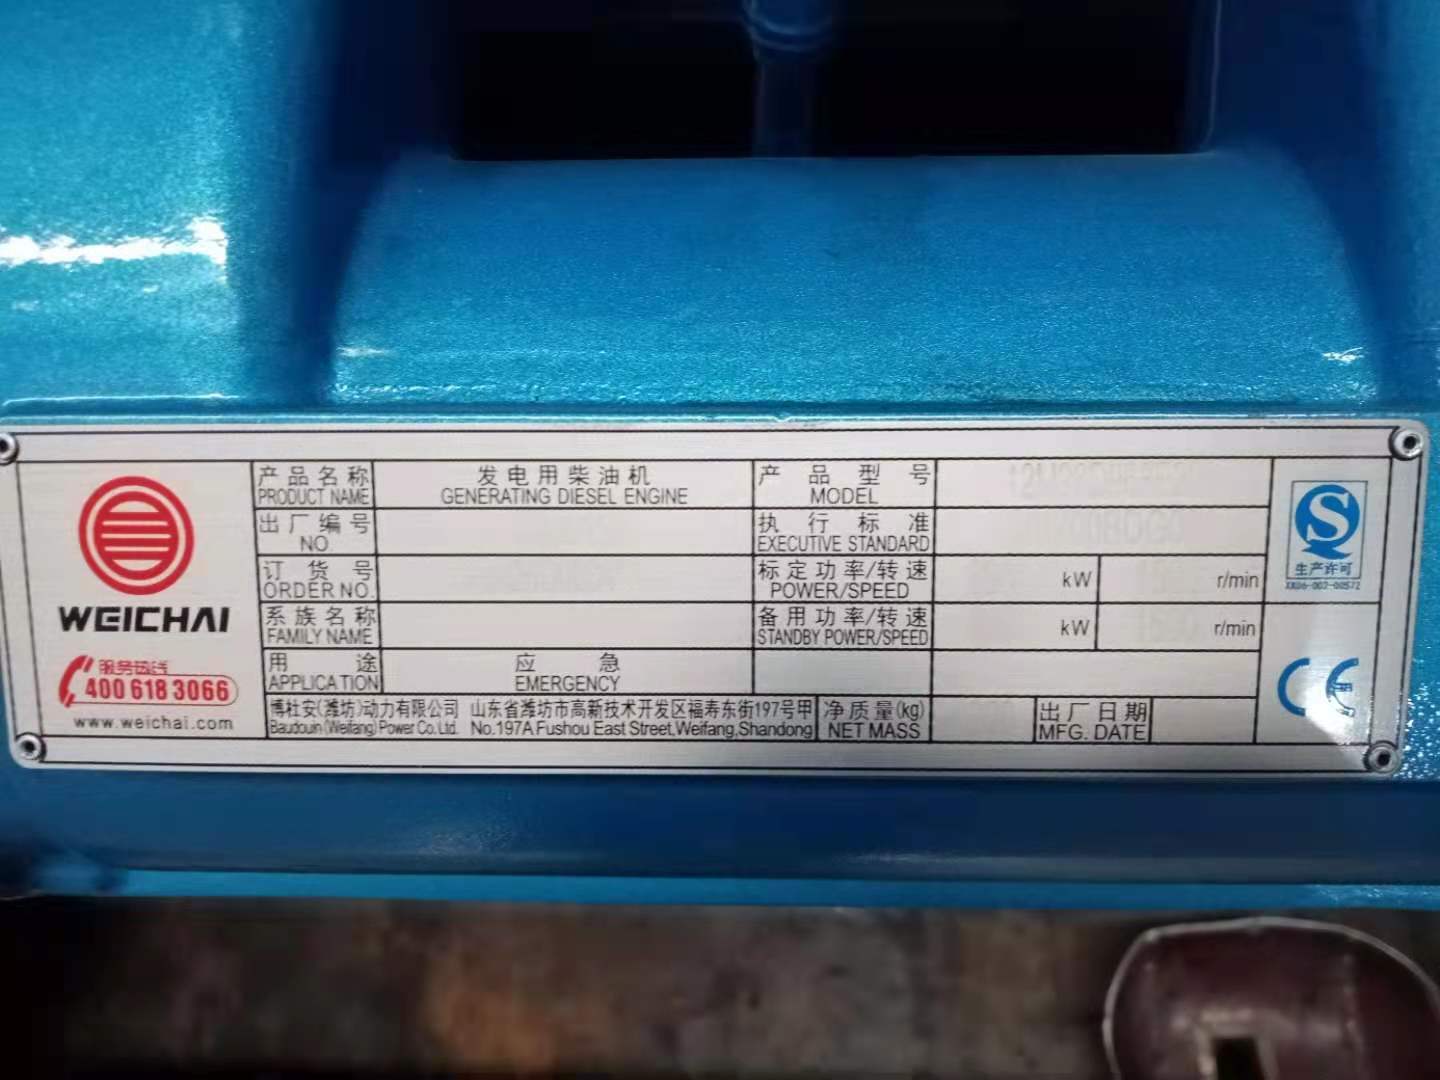 产品名称
PRODUCT NAME
发电用柴油机
GENERATING DIESEL ENGINE
产品型号
MODEL
出厂编号
NO
执行标准
EXECUTIVE STANDARD
订货号
ORDER NO.
标定功率/转速
POWER/SPEED
kW
r/min
系族名称
FAMILY NAME
备用功率/转速
STANDBY POWER/SPEED
kW
r/min
用途
APPLICATION
应急
EMERGENCY
博杜安(潍坊)动力有限公司 山东省潍坊市高新技术开发区福寿东街197号甲
Baudouin (Weifang) Power Co. Ltd. No.197A Fushou East Street,Weifang,Shandong
净质量(kg)
NET MASS
出厂日期
MFG. DATE
WEICHAI
服务热线
400 618 3066
www.weichai.com
S
生产许可
XK06-002-00572
CE